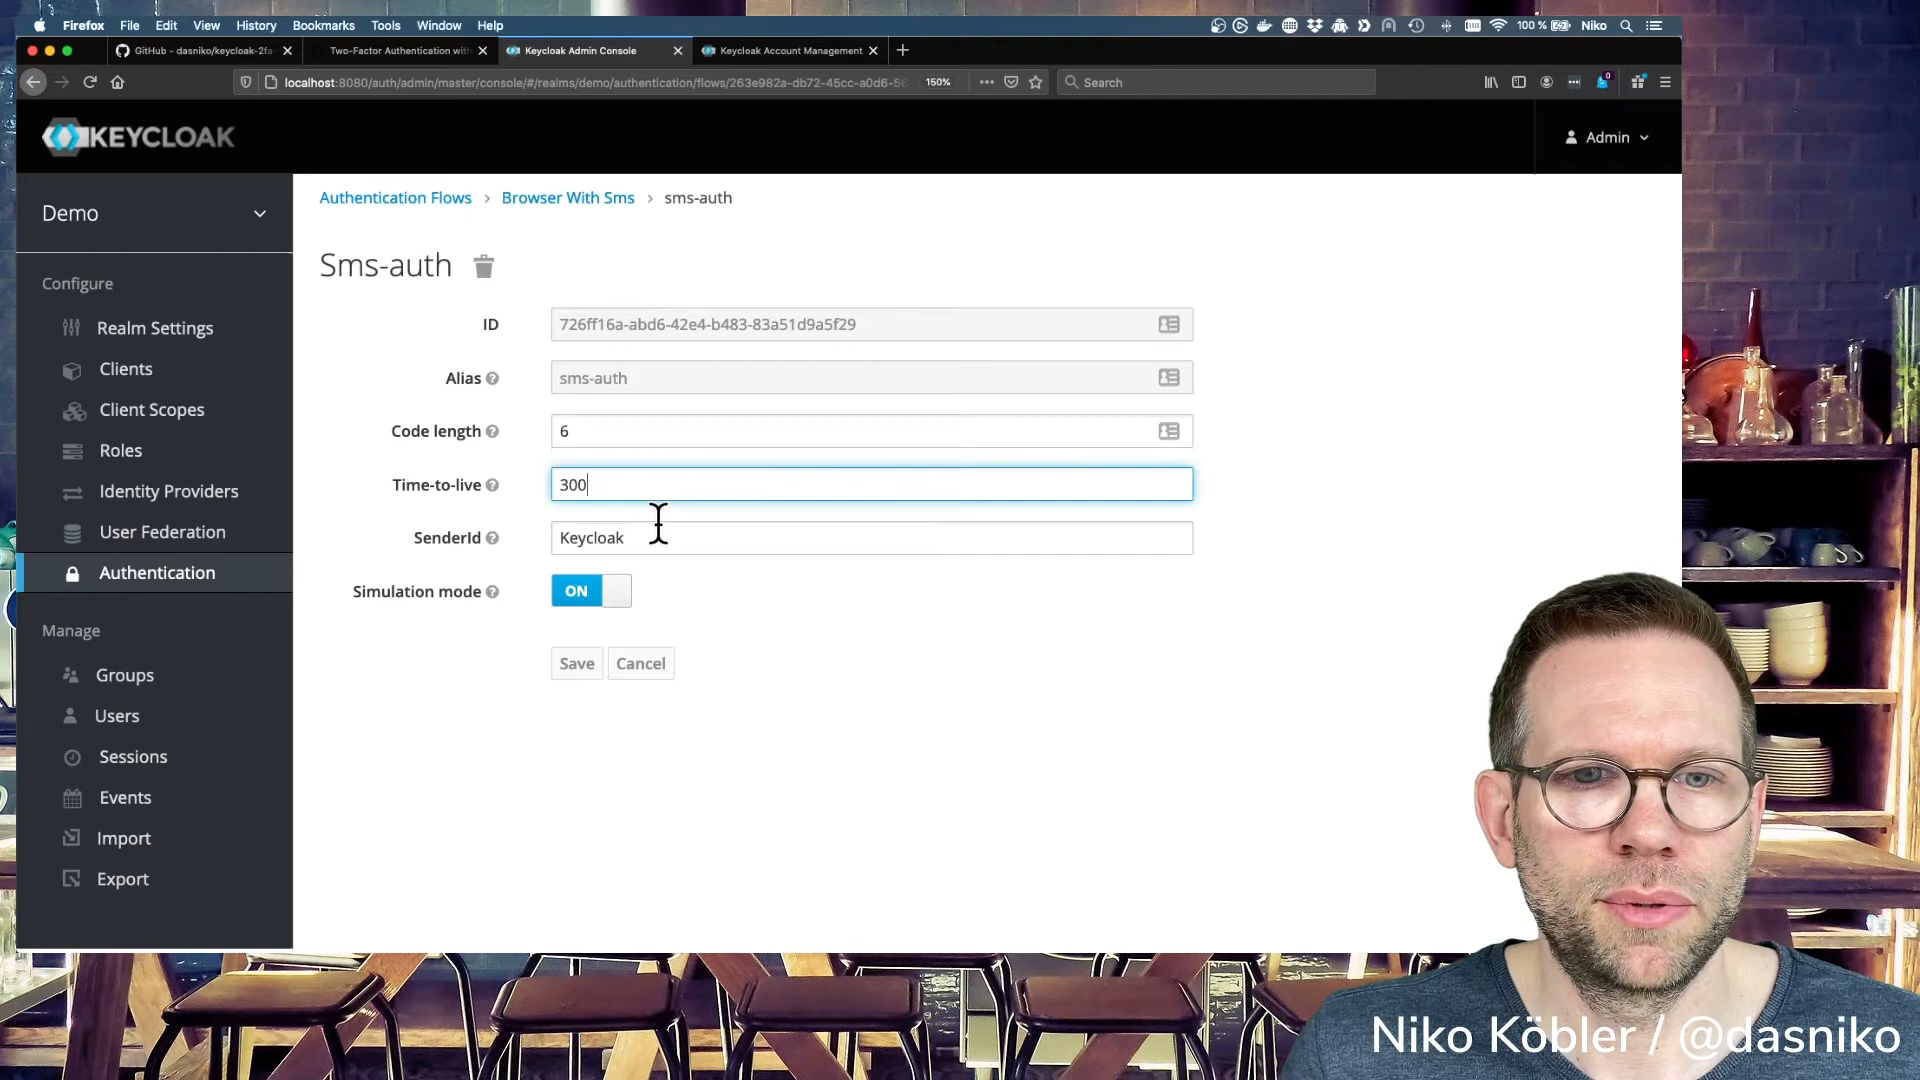 Firefox File Edit View History Bookmarks Tools Window Help 100 % Niko
GitHub - dasniko/keycloak-2fa- Two-Factor Authentication with Keycloak Admin Console Keycloak Account Management
localhost:8080/auth/admin/master/console/#/realms/demo/authentication/flows/263e982a-db72-45cc-a0d6-56 150% Search 0
KEYCLOAK Admin
Demo
Authentication Flows > Browser With Sms > sms-auth
Sms-auth
Configure
Realm Settings
Clients
Client Scopes
Roles
Identity Providers
User Federation
Authentication
Manage
Groups
Users
Sessions
Events
Import
Export
ID 726ff16a-abd6-42e4-b483-83a51d9a5f29
Alias sms-auth
Code length 6
Time-to-live 300
SenderId Keycloak
Simulation mode ON
Save Cancel
Niko Köbler / @dasniko